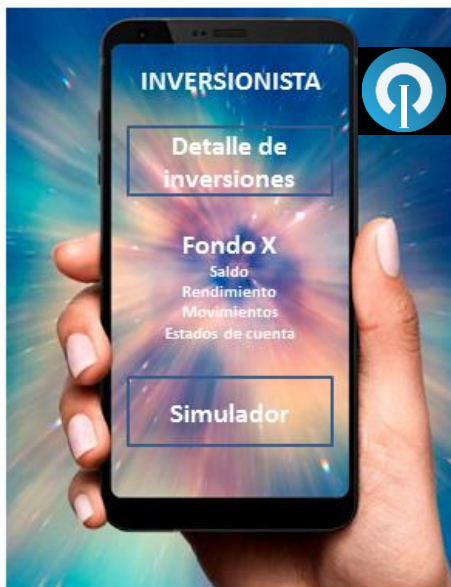 INVERSIONISTA
Detalle de
inversiones
Fondo X
Saldo
Rendimiento
Movimientos
Estados de cuenta
Simulador